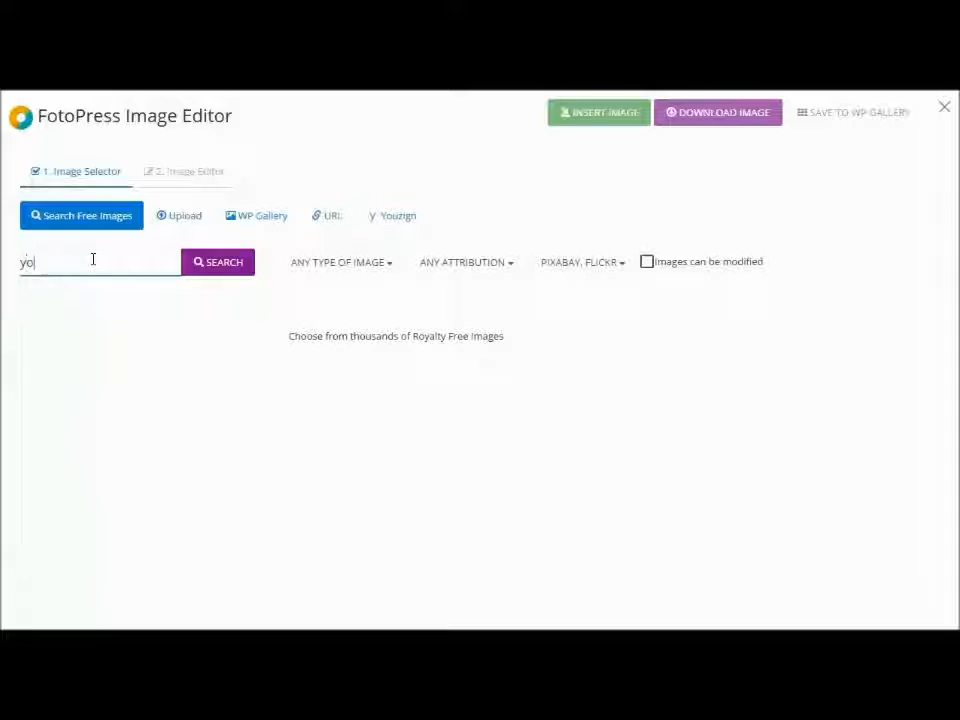 FotoPress Image Editor
INSERT IMAGE
DOWNLOAD IMAGE
SAVE TO WP GALLERY
1. Image Selector
2. Image Editor
Search Free Images
Upload
WP Gallery
URL
y Youzign
yo
SEARCH
ANY TYPE OF IMAGE
ANY ATTRIBUTION
PIXABAY, FLICKR
Images can be modified
Choose from thousands of Royalty Free Images